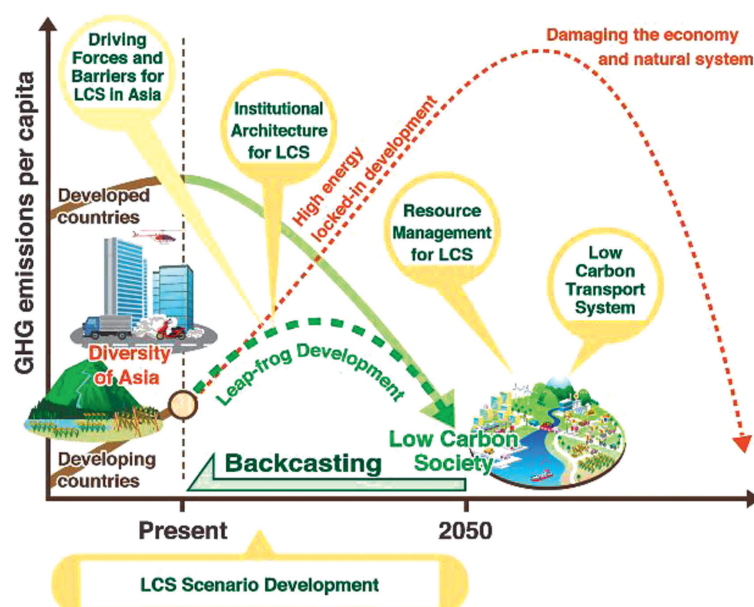 Driving
Forces and
Barriers for
LCS in Asia
Damaging the economy
and natural system
Institutional
Architecture
for LCS
High energy
locked-in development
GHG emissions per capita
Developed
countries
Resource
Management
for LCS
Low
Carbon
Transport
System
Diversity
of Asia
Leap-frog Development
Low Carbon
Society
Developing
countries
Backcasting
Present
2050
LCS Scenario Development